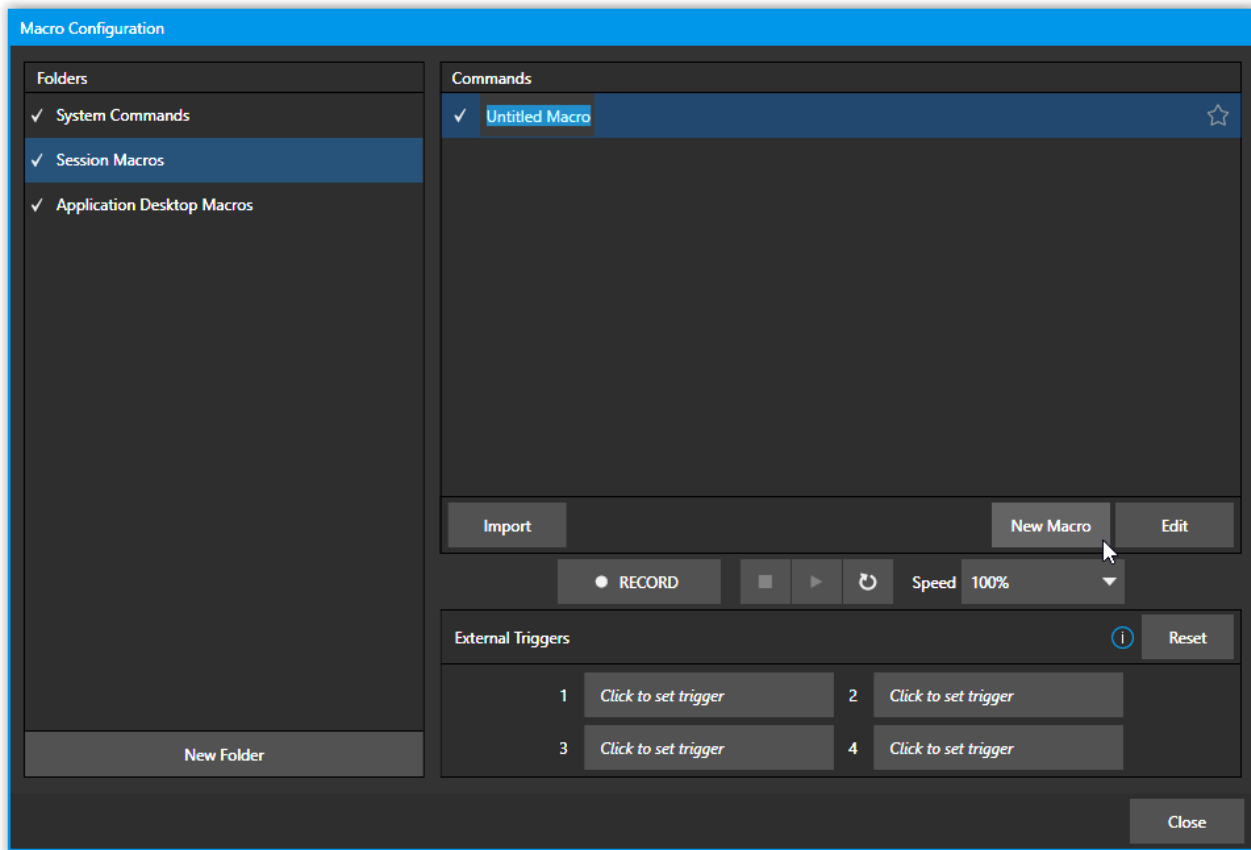 Macro Configuration
Folders
System Commands
Session Macros
Application Desktop Macros
New Folder
Commands
Untitled Macro
Import
New Macro
Edit
RECORD
Speed 100%
External Triggers
i
Reset
1 Click to set trigger 2 Click to set trigger
3 Click to set trigger 4 Click to set trigger
Close